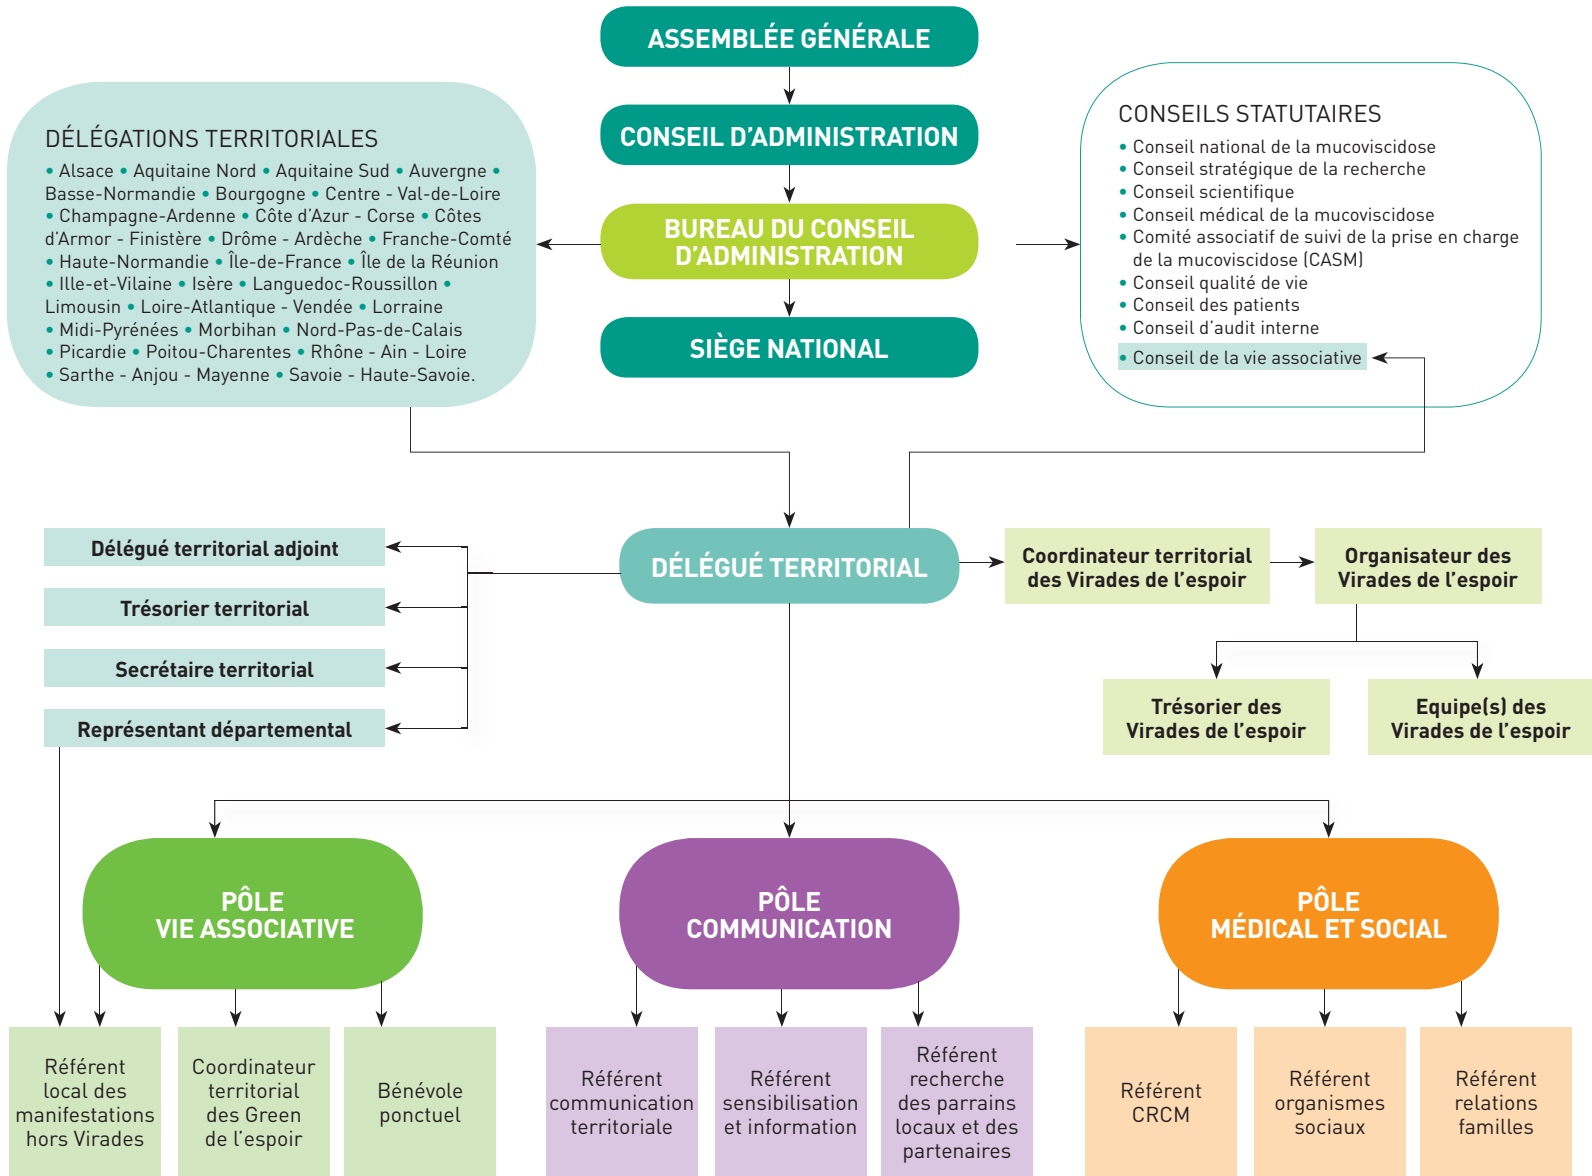 ASSEMBLÉE GÉNÉRALE
CONSEIL D'ADMINISTRATION
BUREAU DU CONSEIL
D'ADMINISTRATION
SIÈGE NATIONAL
DÉLÉGATIONS TERRITORIALES
• Alsace • Aquitaine Nord • Aquitaine Sud • Auvergne •
Basse-Normandie • Bourgogne • Centre - Val-de-Loire
• Champagne-Ardenne • Côte d'Azur - Corse • Côtes
d'Armor - Finistère • Drôme - Ardèche • Franche-Comté
• Haute-Normandie • Île-de-France • Île de la Réunion
• Ille-et-Vilaine • Isère • Languedoc-Roussillon •
Limousin • Loire-Atlantique - Vendée • Lorraine
• Midi-Pyrénées • Morbihan • Nord-Pas-de-Calais
• Picardie • Poitou-Charentes • Rhône - Ain - Loire
• Sarthe - Anjou - Mayenne • Savoie - Haute-Savoie.
CONSEILS STATUTAIRES
• Conseil national de la mucoviscidose
• Conseil stratégique de la recherche
• Conseil scientifique
• Conseil médical de la mucoviscidose
• Comité associatif de suivi de la prise en charge
de la mucoviscidose (CASM)
• Conseil qualité de vie
• Conseil des patients
• Conseil d'audit interne
• Conseil de la vie associative
DÉLÉGUÉ TERRITORIAL
Délégué territorial adjoint
Trésorier territorial
Secrétaire territorial
Représentant départemental
Coordinateur territorial
des Virades de l'espoir
Organisateur des
Virades de l'espoir
Trésorier des
Virades de l'espoir
Equipe(s) des
Virades de l'espoir
PÔLE
VIE ASSOCIATIVE
PÔLE
COMMUNICATION
PÔLE
MÉDICAL ET SOCIAL
Référent
local des
manifestations
hors Virades
Coordinateur
territorial
des Green
de l'espoir
Bénévole
ponctuel
Référent
communication
territoriale
Référent
sensibilisation
et information
Référent
recherche
des parrains
locaux et des
partenaires
Référent
CRCM
Référent
organismes
sociaux
Référent
relations
familles